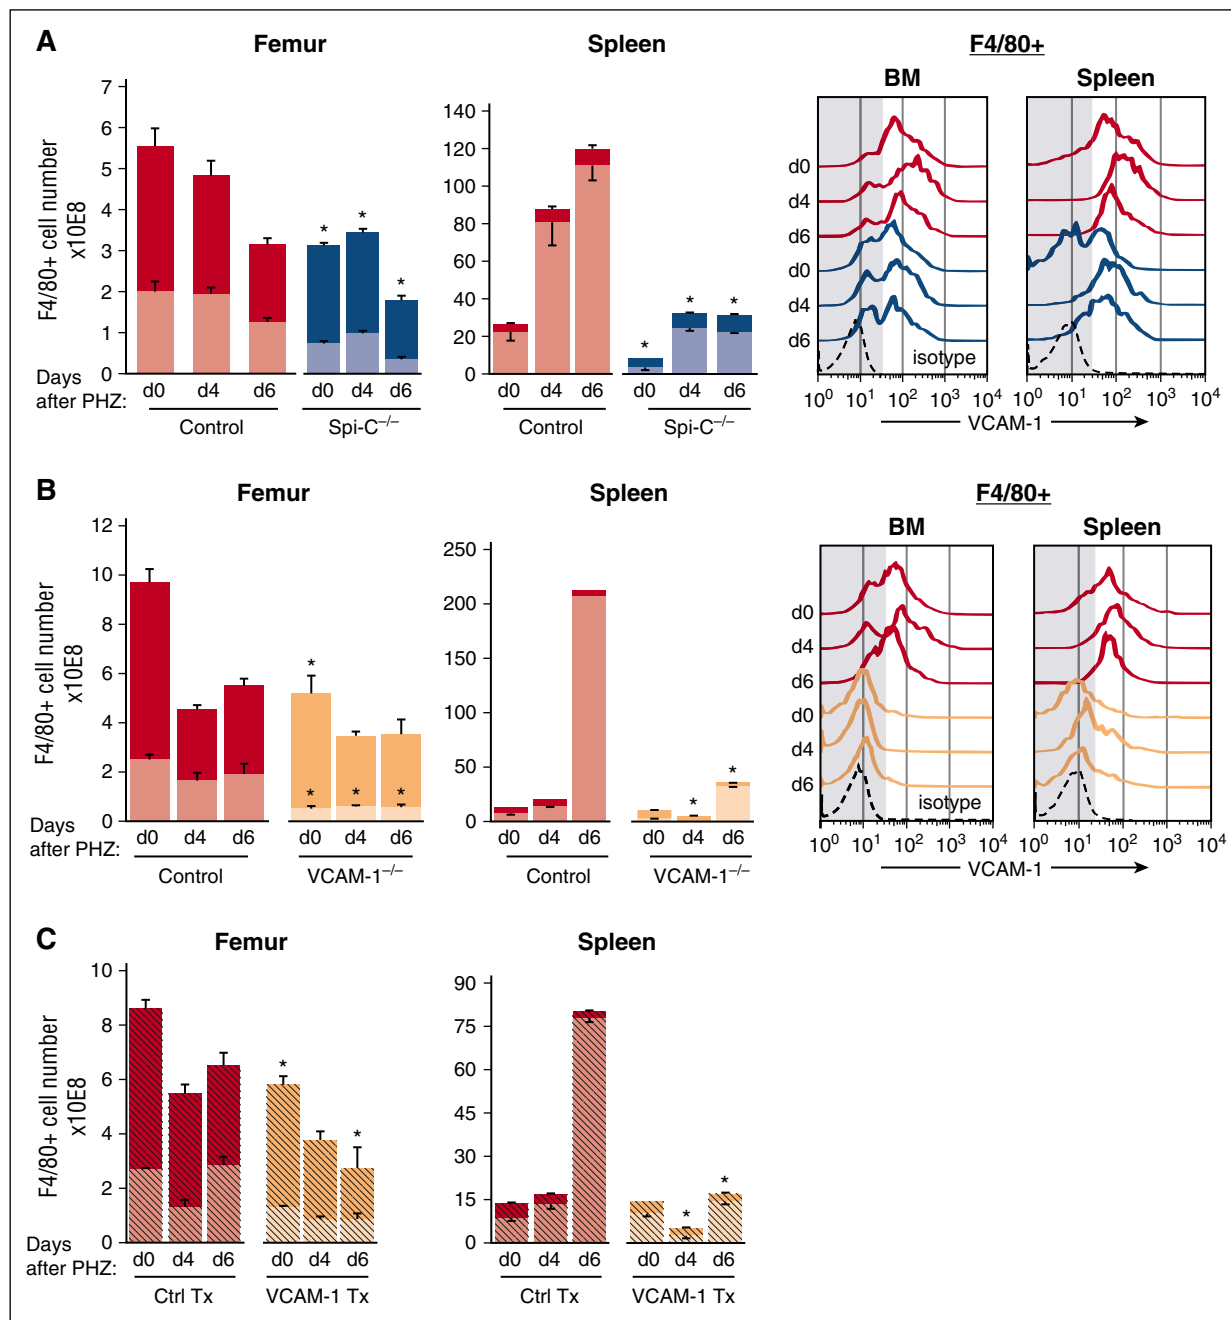 A
Femur
Spleen
F4/80+
BM
Spleen
F4/80+ cell number
x10E8
7
6
5
4
3
2
1
0
* * *
140
120
100
80
60
40
20
0
* * *
d0
d4
d6
d0
d4
d6
isotype
Days
after PHZ:
d0 d4 d6 d0 d4 d6
Control Spi-C–/–
d0 d4 d6 d0 d4 d6
Control Spi-C–/–
10^0 10^1 10^2 10^3 10^4 10^0 10^1 10^2 10^3 10^4
VCAM-1
B
Femur
Spleen
F4/80+
BM
Spleen
F4/80+ cell number
x10E8
12
10
8
6
4
2
0
*
* * *
250
200
150
100
50
0
* *
d0
d4
d6
d0
d4
d6
isotype
Days
after PHZ:
d0 d4 d6 d0 d4 d6
Control VCAM-1–/–
d0 d4 d6 d0 d4 d6
Control VCAM-1–/–
10^0 10^1 10^2 10^3 10^4 10^0 10^1 10^2 10^3 10^4
VCAM-1
C
Femur
Spleen
F4/80+ cell number
x10E8
10
8
6
4
2
0
* *
90
75
60
45
30
15
0
* *
Days
after PHZ:
d0 d4 d6 d0 d4 d6
Ctrl Tx VCAM-1 Tx
d0 d4 d6 d0 d4 d6
Ctrl Tx VCAM-1 Tx